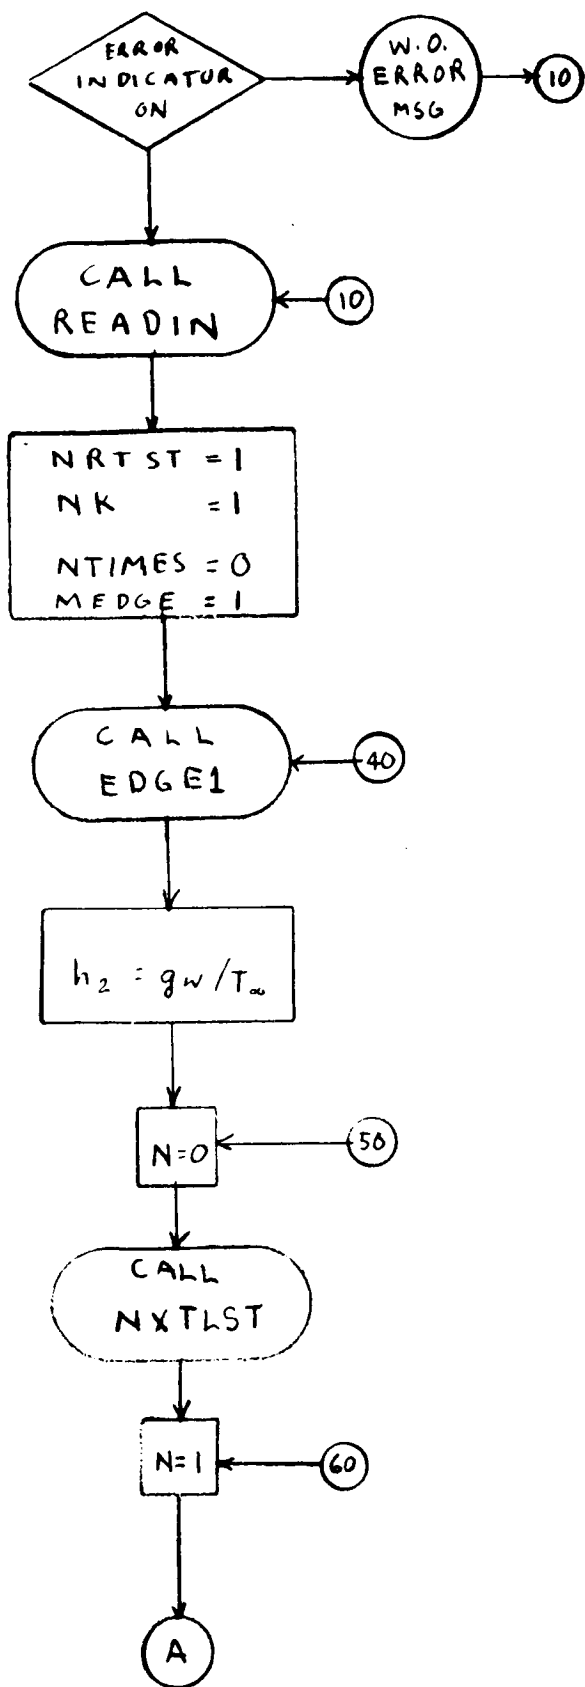 ERROR
INDICATUR
ON
W.O.
ERROR
MSG
10
CALL
READIN
10
NRTST = 1
NK = 1
NTIMES = 0
MEDGE = 1
CALL
EDGE1
40
h₂ = gw/T∞
N=0
50
CALL
NXTLST
N=1
60
A